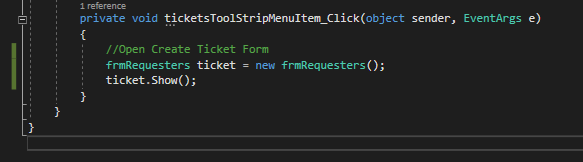 1 reference
private void ticketsToolStripMenuItem_Click(object sender, EventArgs e)
{
//Open Create Ticket Form
frmRequesters ticket = new frmRequesters();
ticket.Show();
}
}
}